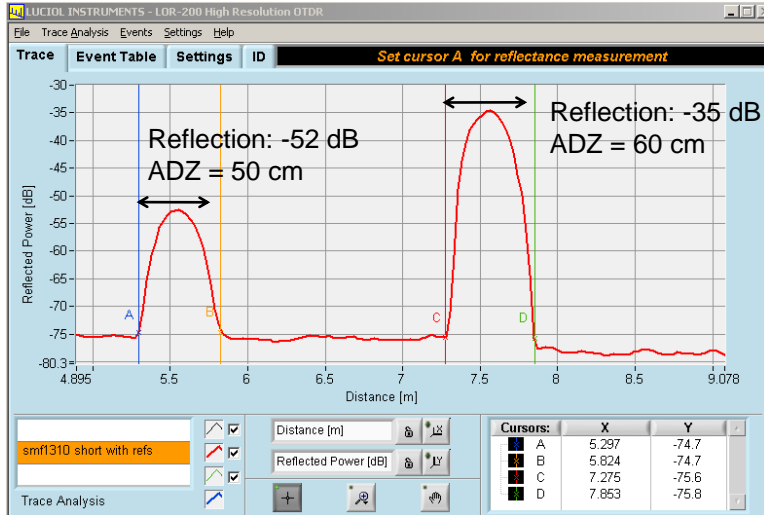 LUCIOL INSTRUMENTS - LOR-200 High Resolution OTDR
File Trace Analysis Events Settings Help
Trace Event Table Settings ID Set cursor A for reflectance measurement
Reflection: -52 dB
ADZ = 50 cm
Reflection: -35 dB
ADZ = 60 cm
Reflected Power [dB]
-30
-35
-40
-45
-50
-55
-60
-65
-70
-75
-80.3
A
B
C
D
4.895 5.5 6 6.5 7 7.5 8 8.5 9.078
Distance [m]
smf1310 short with refs
Trace Analysis
Distance [m]
Reflected Power [dB]
Cursors: X Y
A 5.297 -74.7
B 5.824 -74.7
C 7.275 -75.6
D 7.853 -75.8